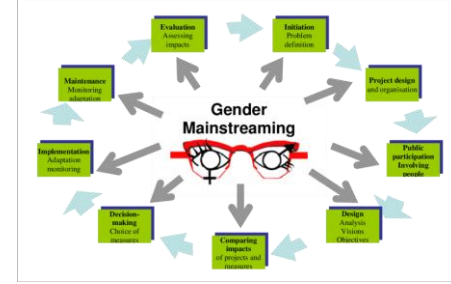 Gender
Mainstreaming
Initiation
Problem
definition
Project design
and organisation
Public
participation
Involving
people
Design
Analysis
Visions
Objectives
Comparing
impacts
of projects and
measures
Decision-
making
Choice of
measures
Implementation
Adaptation
monitoring
Maintenance
Monitoring
adaptation
Evaluation
Assessing
impacts